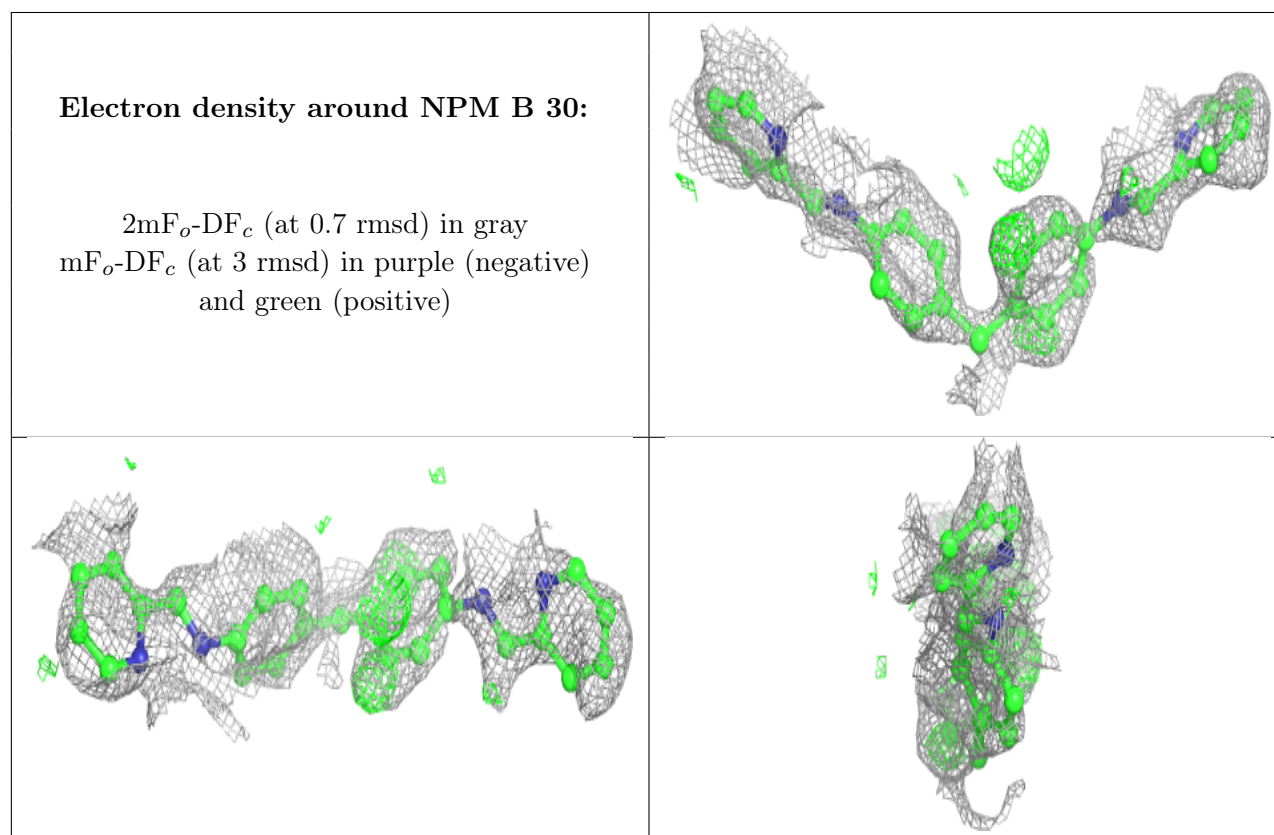 Electron density around NPM B 30:
2mFo-DFc (at 0.7 rmsd) in gray
mFo-DFc (at 3 rmsd) in purple (negative)
and green (positive)